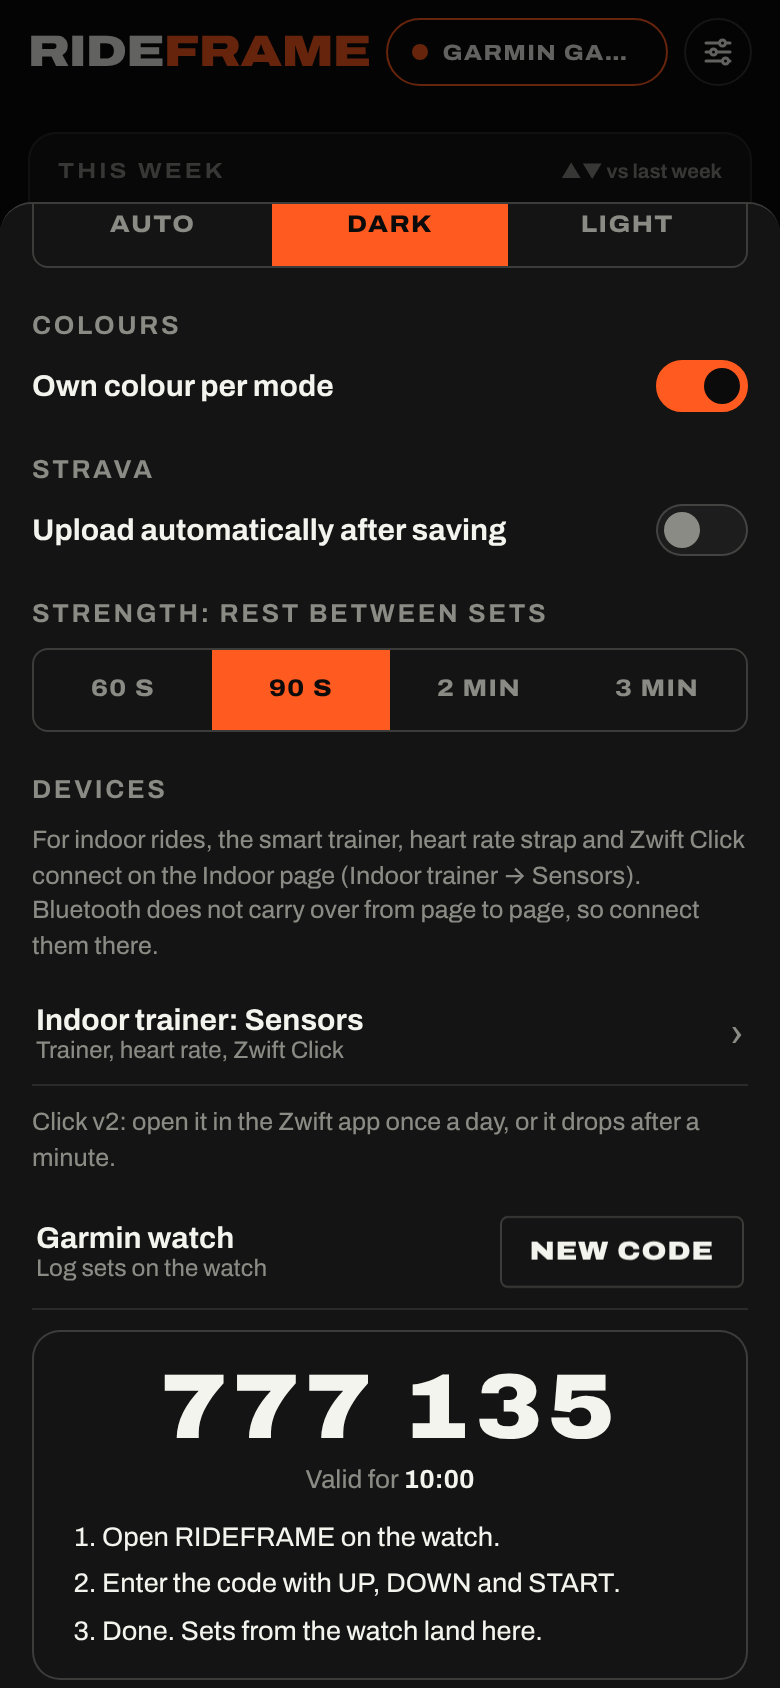 RIDEFRAME
GARMIN GA...
THIS WEEK
▲▼ vs last week
AUTO
DARK
LIGHT
COLOURS
Own colour per mode
STRAVA
Upload automatically after saving
STRENGTH: REST BETWEEN SETS
60 S
90 S
2 MIN
3 MIN
DEVICES
For indoor rides, the smart trainer, heart rate strap and Zwift Click
connect on the Indoor page (Indoor trainer → Sensors).
Bluetooth does not carry over from page to page, so connect
them there.
Indoor trainer: Sensors
Trainer, heart rate, Zwift Click
Click v2: open it in the Zwift app once a day, or it drops after a
minute.
Garmin watch
Log sets on the watch
NEW CODE
777 135
Valid for 10:00
1. Open RIDEFRAME on the watch.
2. Enter the code with UP, DOWN and START.
3. Done. Sets from the watch land here.